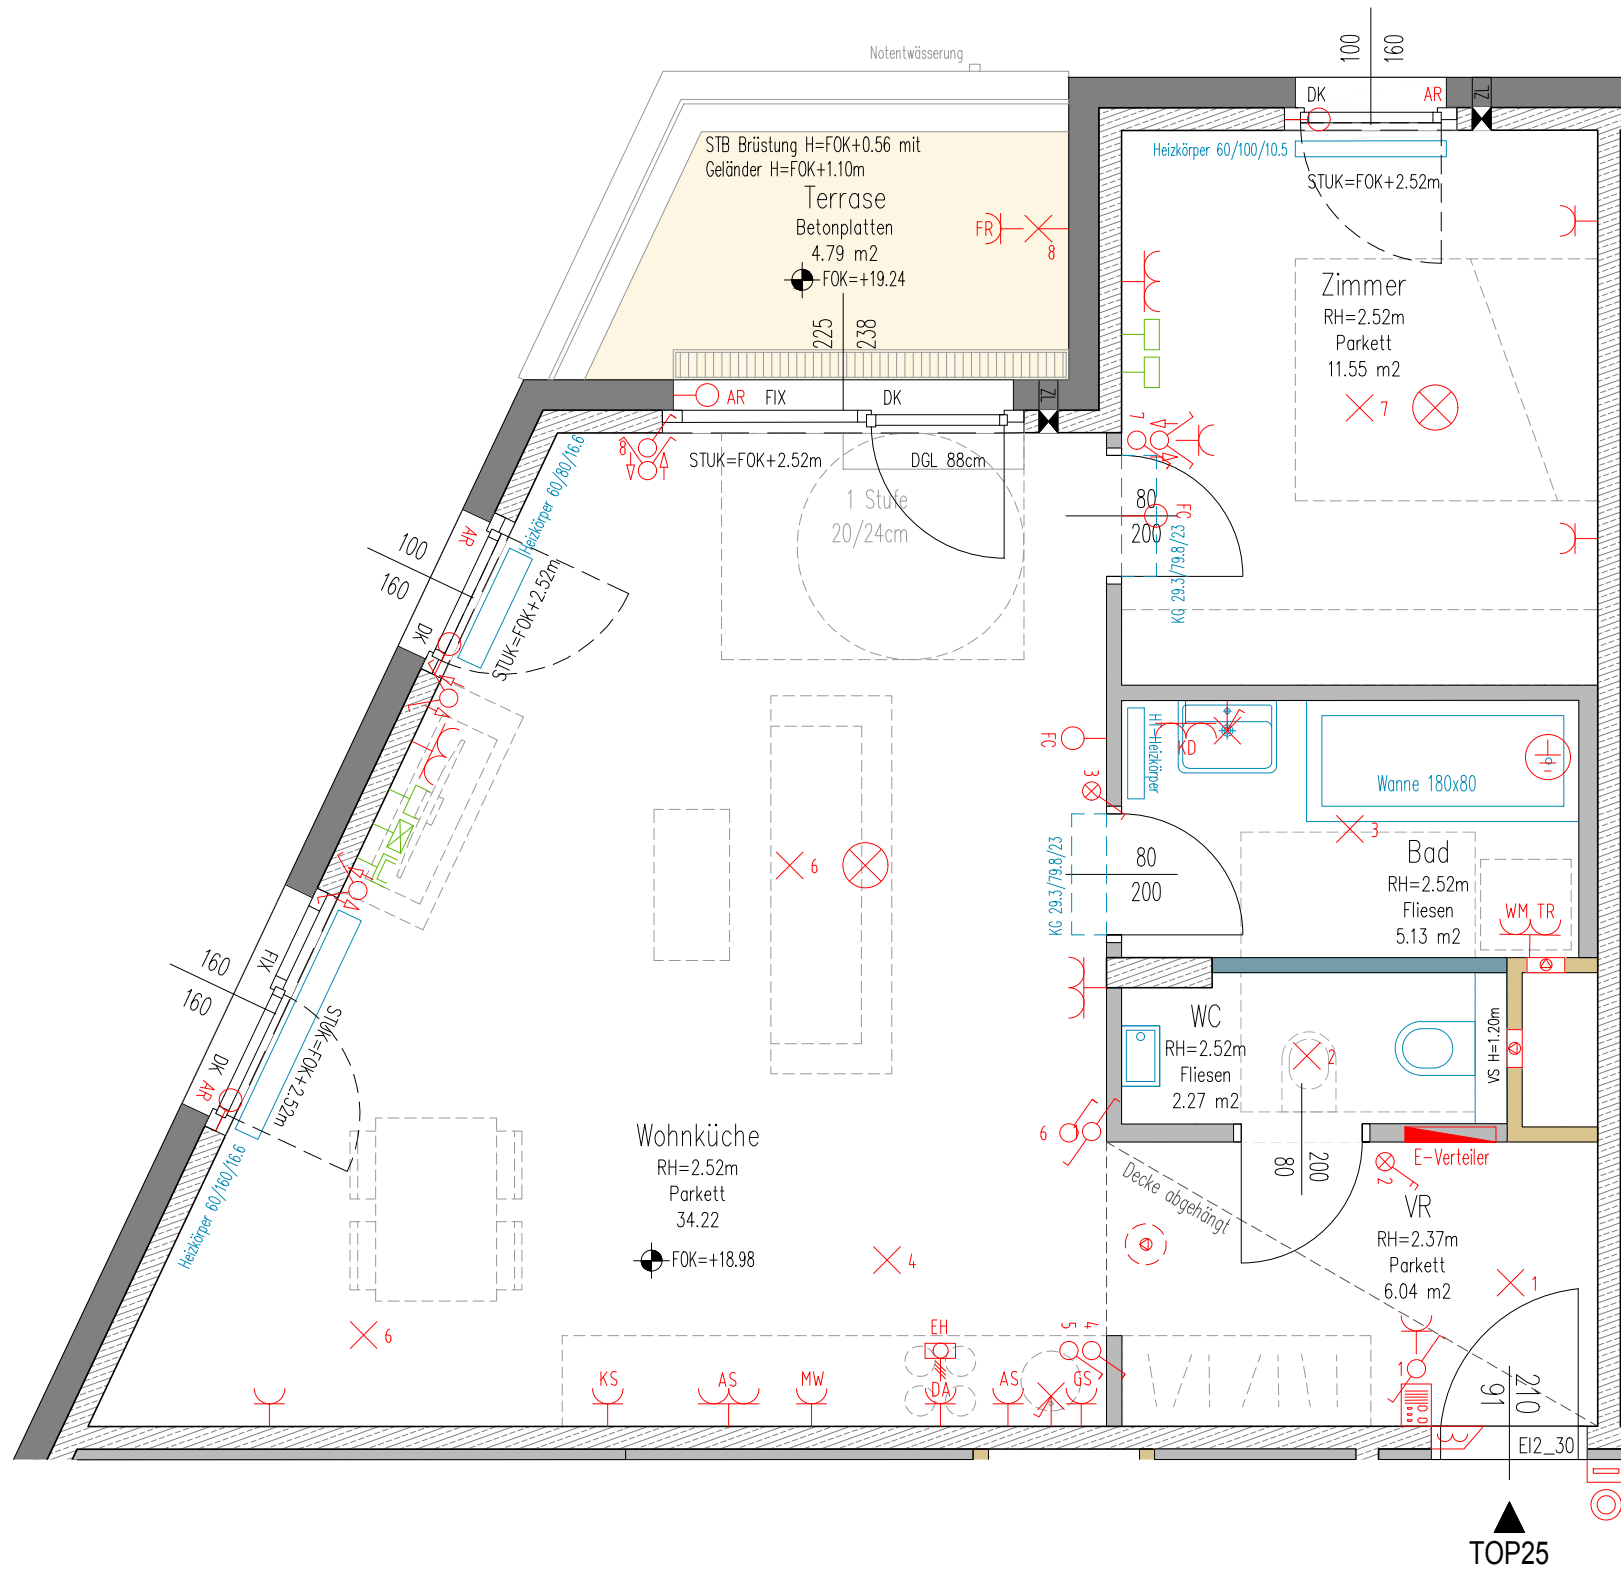 Notentwässerung
100
160
DK
AR
ZL
Heizkörper 60/100/10.5
STUK=FOK+2.52m
STB Brüstung H=FOK+0.56 mit
Geländer H=FOK+1.10m
Terrase
Betonplatten
4.79 m2
FOK=+19.24
FR
8
225
238
Zimmer
RH=2.52m
Parkett
11.55 m2
7
AR
FIX
DK
ZL
8
STUK=FOK+2.52m
DGL 88cm
7
1 Stufe
20/24cm
80
200
FC
KG 29.3/79.8/23
Heizkörper 60/80/16.6
AR
100
160
DK
STUK=FOK+2.52m
FC
HT-Heizkörper
KD
Wanne 180x80
3
3
6
80
200
KG 29.3/79.8/23
Bad
RH=2.52m
Fliesen
5.13 m2
WM TR
160
160
FIX
DK
AR
STUK=FOK+2.52m
Heizkörper 60/160/16.6
WC
RH=2.52m
Fliesen
2.27 m2
2
VS H=1.20m
6
Wohnküche
RH=2.52m
Parkett
34.22
FOK=+18.98
4
6
Decke abgehängt
80
200
E-Verteiler
2
VR
RH=2.37m
Parkett
6.04 m2
1
EH
5
4
KS
AS
MW
DA
AS
GS
1
91
210
EI2_30
TOP25